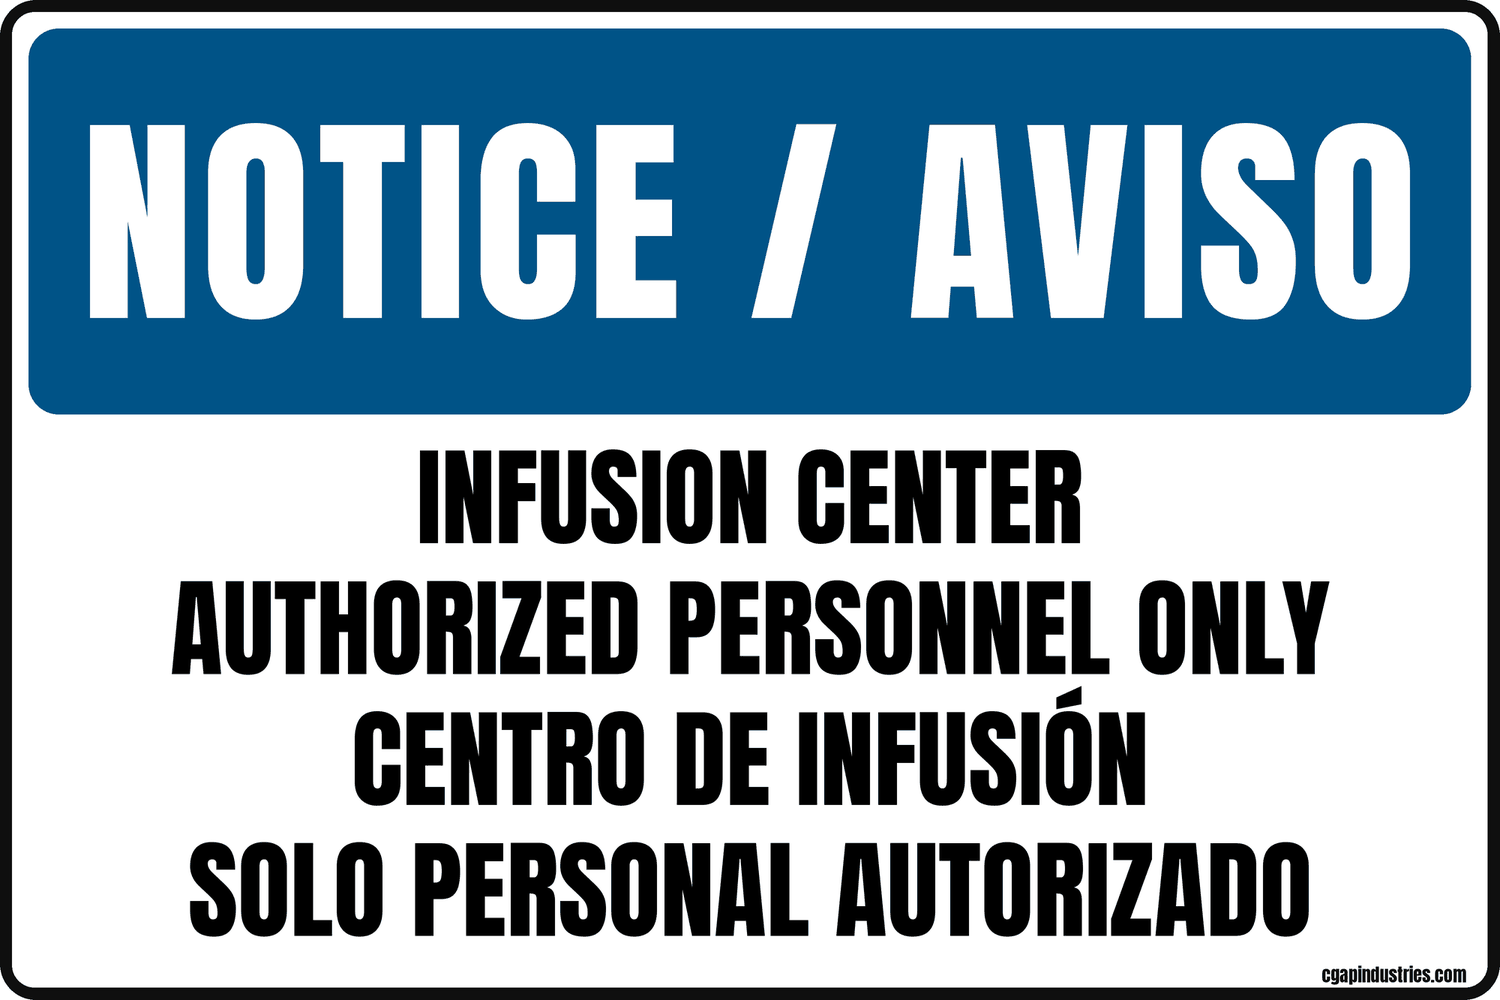 NOTICE / AVISO
INFUSION CENTER
AUTHORIZED PERSONNEL ONLY
CENTRO DE INFUSIÓN
SOLO PERSONAL AUTORIZADO
cgapindustries.com